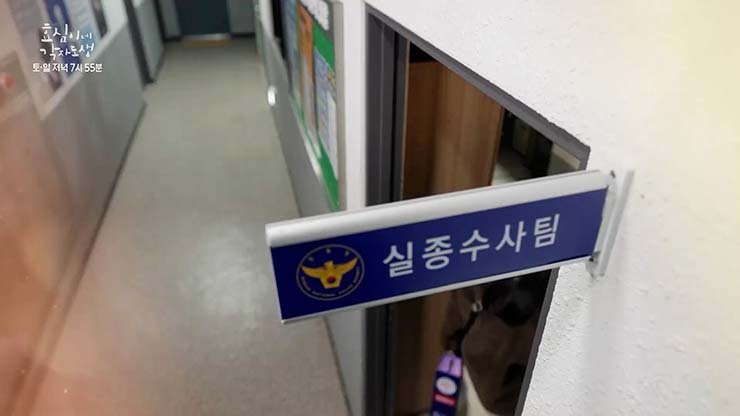 효심이네
각자도생
토·일 저녁 7시 55분
실종수사팀